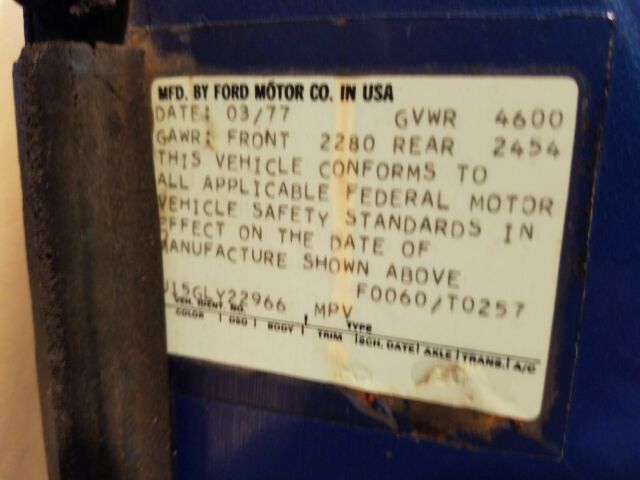 MFD. BY FORD MOTOR CO. IN USA
DATE: 03/77 GVWR 4600
GAWR: FRONT 2280 REAR 2454
THIS VEHICLE CONFORMS TO
ALL APPLICABLE FEDERAL MOTOR
VEHICLE SAFETY STANDARDS IN
EFFECT ON THE DATE OF
MANUFACTURE SHOWN ABOVE
U15GLY22966 MPV F0060/T0257
VEH. IDENT. NO. TYPE
COLOR DSO BODY TRIM SCH. DATE AXLE TRANS. A/C